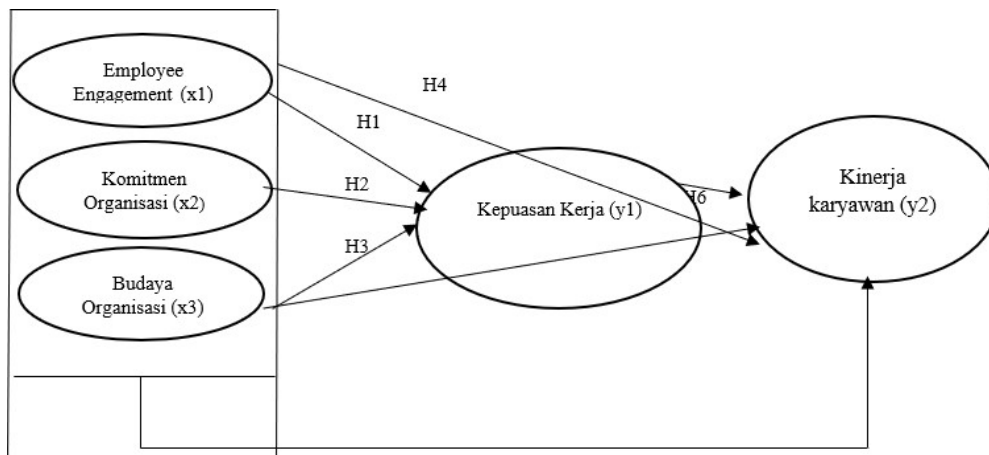 Employee
Engagement (x1)
H4
H1
Komitmen
Organisasi (x2)
H2
Kepuasan Kerja (y1)
H6
Kinerja
karyawan (y2)
H3
Budaya
Organisasi (x3)